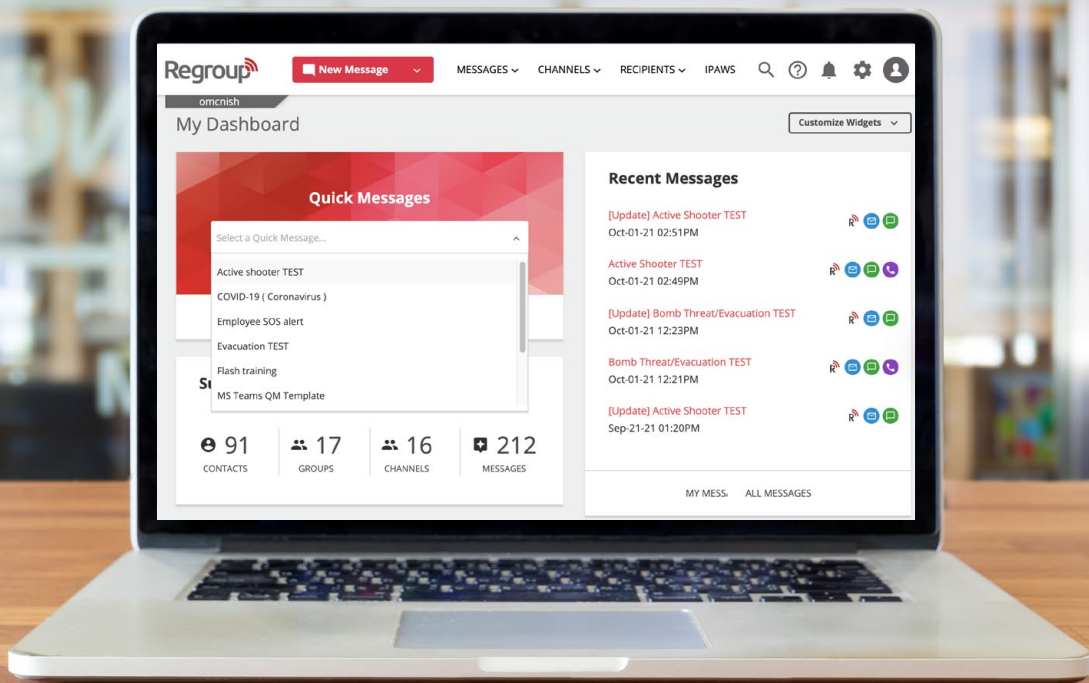 Regroup
New Message
MESSAGES
CHANNELS
RECIPIENTS
IPAWS
omcnish
My Dashboard
Customize Widgets
Quick Messages
Select a Quick Message...
Active shooter TEST
COVID-19 ( Coronavirus )
Employee SOS alert
Evacuation TEST
Flash training
MS Teams QM Template
Su
91
CONTACTS
17
GROUPS
16
CHANNELS
212
MESSAGES
Recent Messages
[Update] Active Shooter TEST
Oct-01-21 02:51PM
Active Shooter TEST
Oct-01-21 02:49PM
[Update] Bomb Threat/Evacuation TEST
Oct-01-21 12:23PM
Bomb Threat/Evacuation TEST
Oct-01-21 12:21PM
[Update] Active Shooter TEST
Sep-21-21 01:20PM
MY MESS
ALL MESSAGES